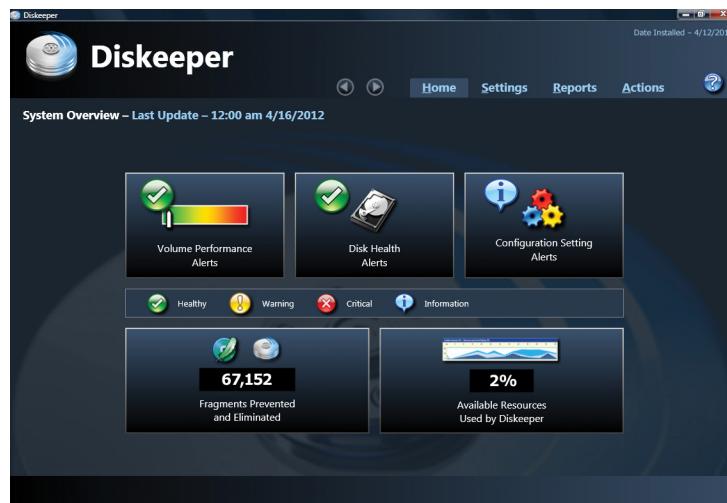 Diskeeper
Date Installed – 4/12/201
Diskeeper
Home Settings Reports Actions
System Overview – Last Update – 12:00 am 4/16/2012
Volume Performance
Alerts
Disk Health
Alerts
Configuration Setting
Alerts
Healthy Warning Critical Information
67,152
Fragments Prevented
and Eliminated
2%
Available Resources
Used by Diskeeper